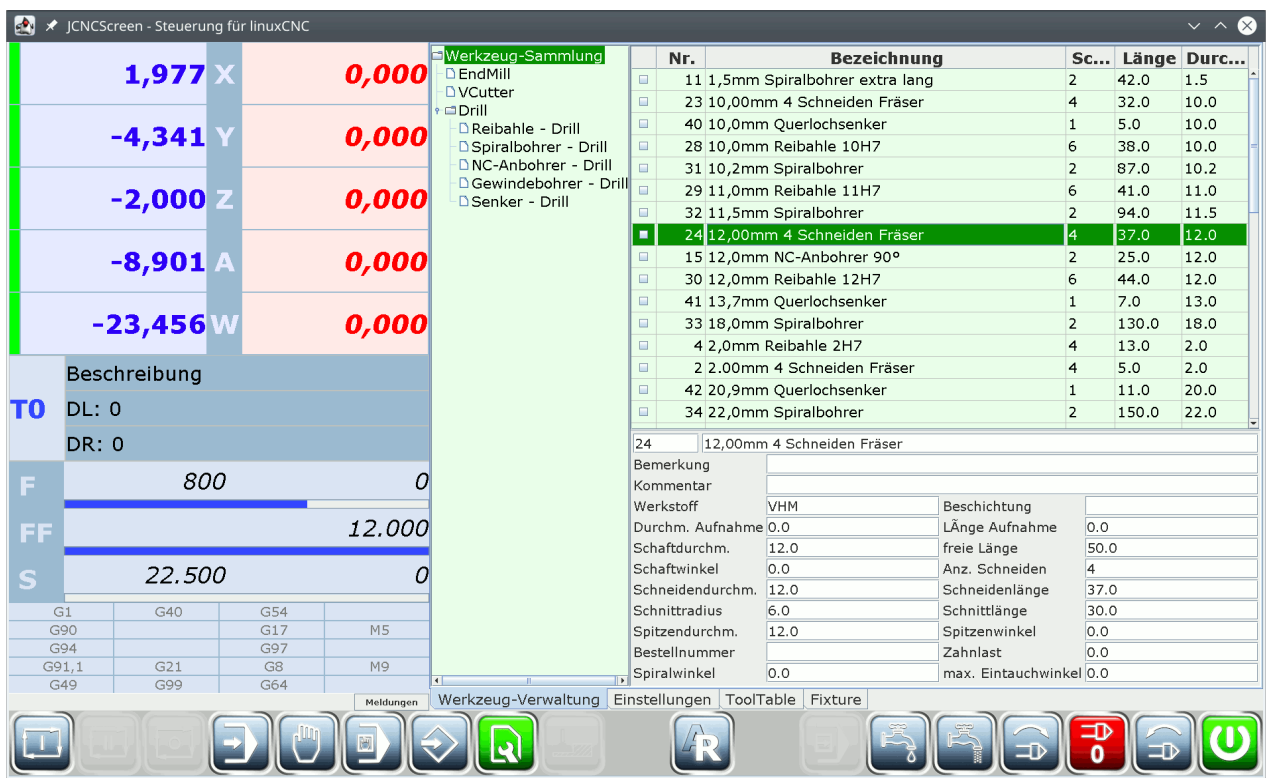 JCNCScreen - Steuerung für linuxCNC
1,977 X 0,000
-4,341 Y 0,000
-2,000 Z 0,000
-8,901 A 0,000
-23,456 W 0,000
T0
Beschreibung
DL: 0
DR: 0
F 800 0
FF 12.000
S 22.500 0
G1 G40 G54
G90 G17 M5
G94 G97
G91,1 G21 G8 M9
G49 G99 G64
Meldungen
Werkzeug-Sammlung
EndMill
VCutter
Drill
Reibahle - Drill
Spiralbohrer - Drill
NC-Anbohrer - Drill
Gewindebohrer - Drill
Senker - Drill
Nr. Bezeichnung Sc... Länge Durc...
11 1,5mm Spiralbohrer extra lang 2 42.0 1.5
23 10,00mm 4 Schneiden Fräser 4 32.0 10.0
40 10,0mm Querlochsenker 1 5.0 10.0
28 10,0mm Reibahle 10H7 6 38.0 10.0
31 10,2mm Spiralbohrer 2 87.0 10.2
29 11,0mm Reibahle 11H7 6 41.0 11.0
32 11,5mm Spiralbohrer 2 94.0 11.5
24 12,00mm 4 Schneiden Fräser 4 37.0 12.0
15 12,0mm NC-Anbohrer 90° 2 25.0 12.0
30 12,0mm Reibahle 12H7 6 44.0 12.0
41 13,7mm Querlochsenker 1 7.0 13.0
33 18,0mm Spiralbohrer 2 130.0 18.0
4 2,0mm Reibahle 2H7 4 13.0 2.0
2 2.00mm 4 Schneiden Fräser 4 5.0 2.0
42 20,9mm Querlochsenker 1 11.0 20.0
34 22,0mm Spiralbohrer 2 150.0 22.0
24 12,00mm 4 Schneiden Fräser
Bemerkung
Kommentar
Werkstoff VHM Beschichtung
Durchm. Aufnahme 0.0 LÃnge Aufnahme 0.0
Schaftdurchm. 12.0 freie Länge 50.0
Schaftwinkel 0.0 Anz. Schneiden 4
Schneidendurchm. 12.0 Schneidenlänge 37.0
Schnittradius 6.0 Schnittlänge 30.0
Spitzendurchm. 12.0 Spitzenwinkel 0.0
Bestellnummer Zahnlast 0.0
Spiralwinkel 0.0 max. Eintauchwinkel 0.0
Werkzeug-Verwaltung Einstellungen ToolTable Fixture
AR
0